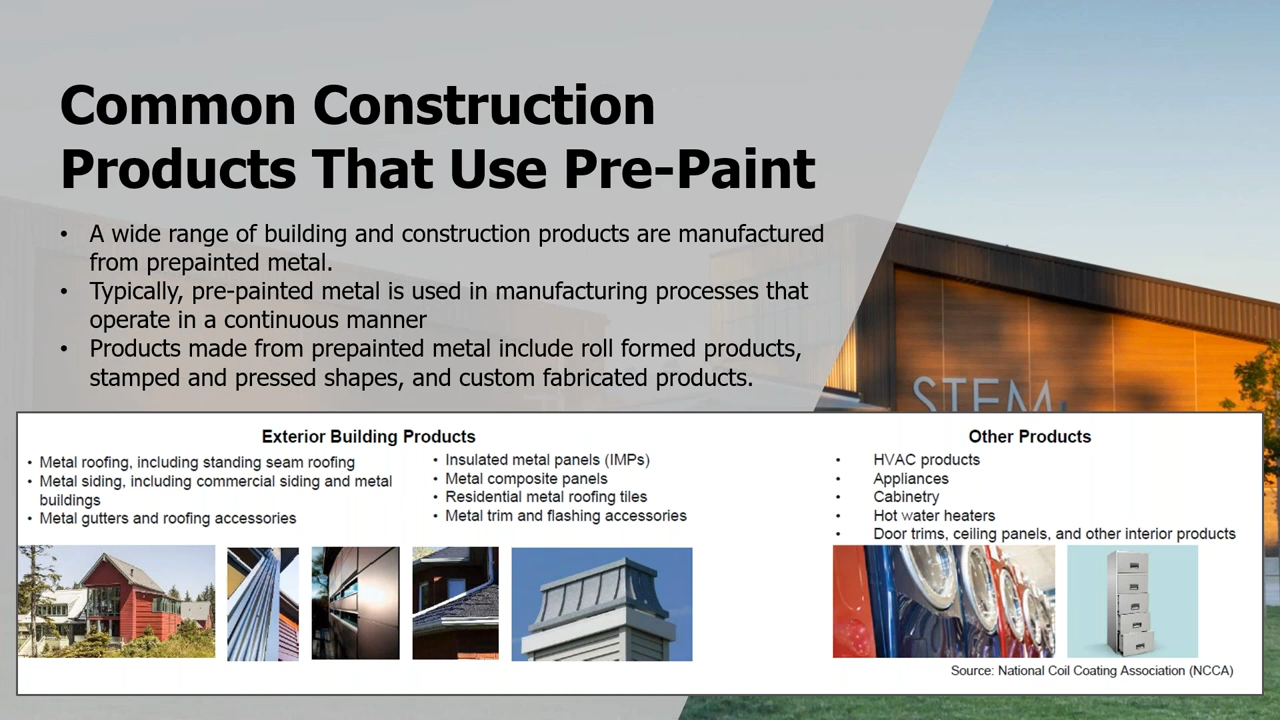 Common Construction
Products That Use Pre-Paint
• A wide range of building and construction products are manufactured
from prepainted metal.
• Typically, pre-painted metal is used in manufacturing processes that
operate in a continuous manner
• Products made from prepainted metal include roll formed products,
stamped and pressed shapes, and custom fabricated products.
STEM
Exterior Building Products
• Metal roofing, including standing seam roofing
• Metal siding, including commercial siding and metal
buildings
• Metal gutters and roofing accessories
• Insulated metal panels (IMPs)
• Metal composite panels
• Residential metal roofing tiles
• Metal trim and flashing accessories
Other Products
• HVAC products
• Appliances
• Cabinetry
• Hot water heaters
• Door trims, ceiling panels, and other interior products
Source: National Coil Coating Association (NCCA)